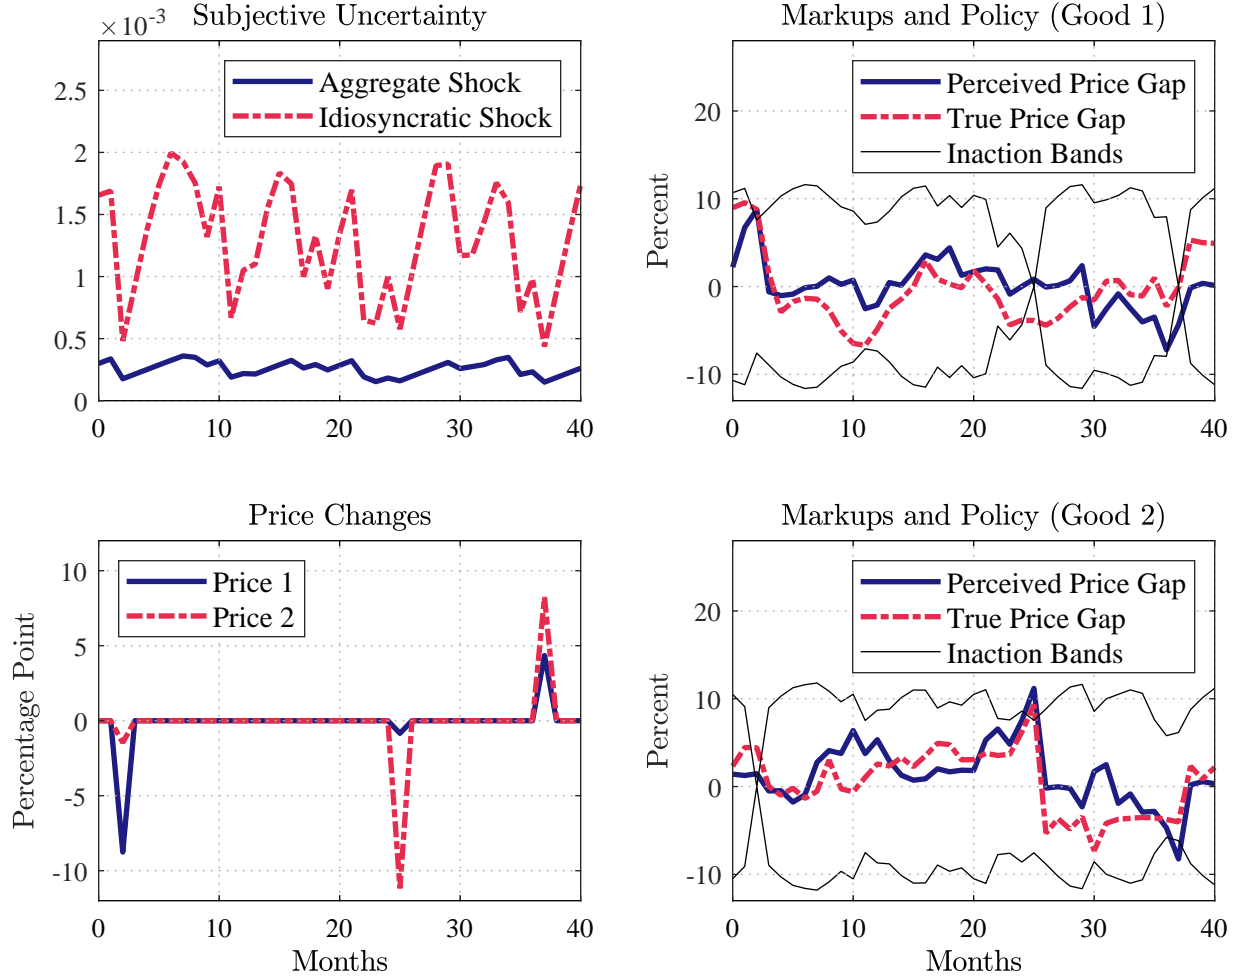 Subjective Uncertainty
×10⁻³
2.5
2
1.5
1
0.5
0
Aggregate Shock
Idiosyncratic Shock
0 10 20 30 40
Markups and Policy (Good 1)
Percent
20
10
0
-10
Perceived Price Gap
True Price Gap
Inaction Bands
0 10 20 30 40
Price Changes
Percentage Point
10
5
0
-5
-10
Price 1
Price 2
0 10 20 30 40
Months
Markups and Policy (Good 2)
Percent
20
10
0
-10
Perceived Price Gap
True Price Gap
Inaction Bands
0 10 20 30 40
Months